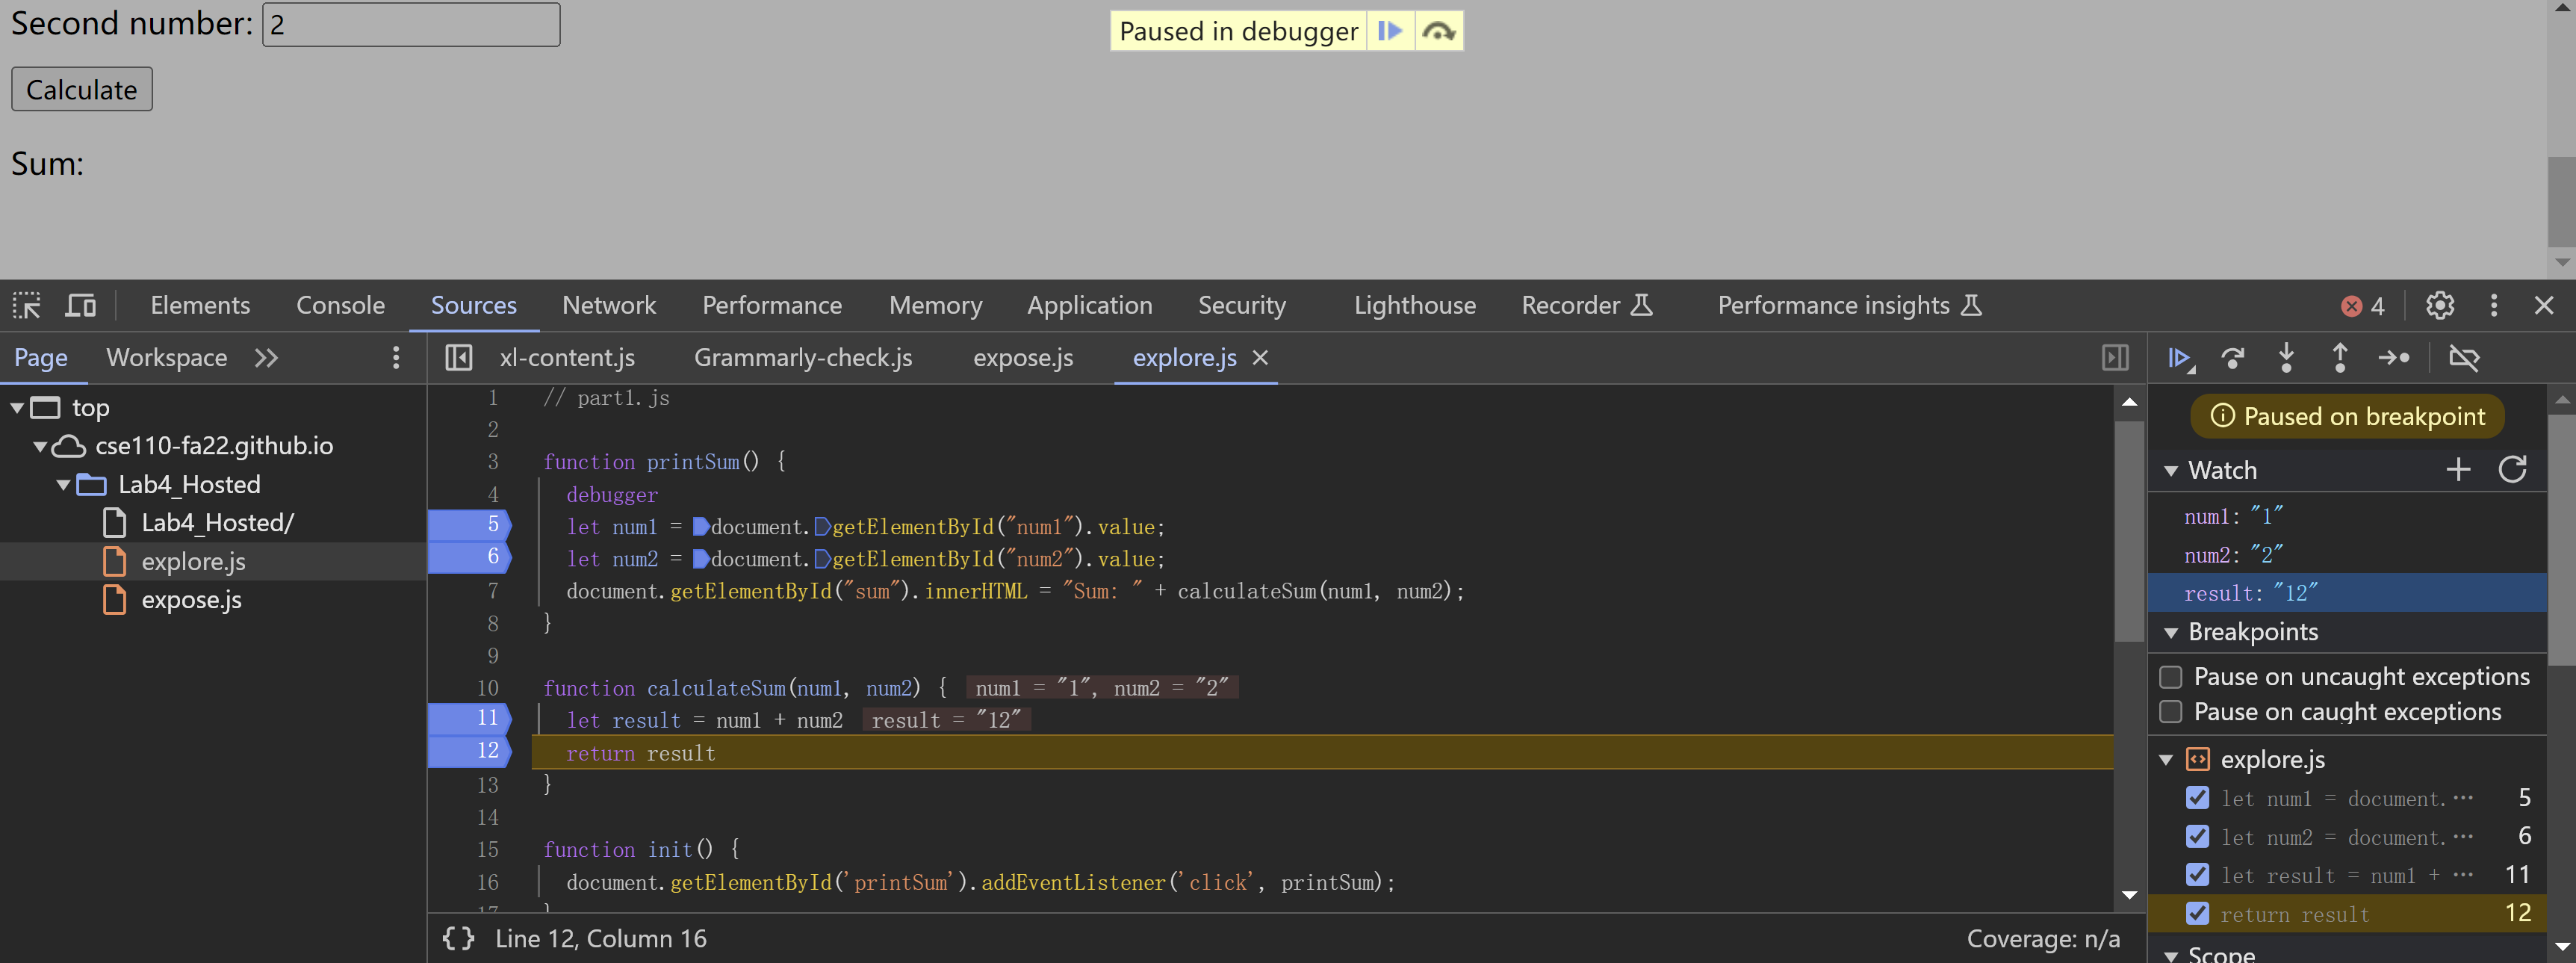 Second number: 2
Paused in debugger
Calculate
Sum:
Elements Console Sources Network Performance Memory Application Security Lighthouse Recorder Performance insights 4
Page Workspace
xl-content.js Grammarly-check.js expose.js explore.js
top
cse110-fa22.github.io
Lab4_Hosted
Lab4_Hosted/
explore.js
expose.js
1 // part1.js
2
3 function printSum() {
4 debugger
5 let num1 = document.getElementById("num1").value;
6 let num2 = document.getElementById("num2").value;
7 document.getElementById("sum").innerHTML = "Sum: " + calculateSum(num1, num2);
8 }
9
10 function calculateSum(num1, num2) { num1 = "1", num2 = "2"
11 let result = num1 + num2 result = "12"
12 return result
13 }
14
15 function init() {
16 document.getElementById('printSum').addEventListener('click', printSum);
17 }
{ } Line 12, Column 16
Coverage: n/a
Paused on breakpoint
Watch
num1: "1"
num2: "2"
result: "12"
Breakpoints
Pause on uncaught exceptions
Pause on caught exceptions
explore.js
let num1 = document. ··· 5
let num2 = document. ··· 6
let result = num1 + ··· 11
return result 12
Scope